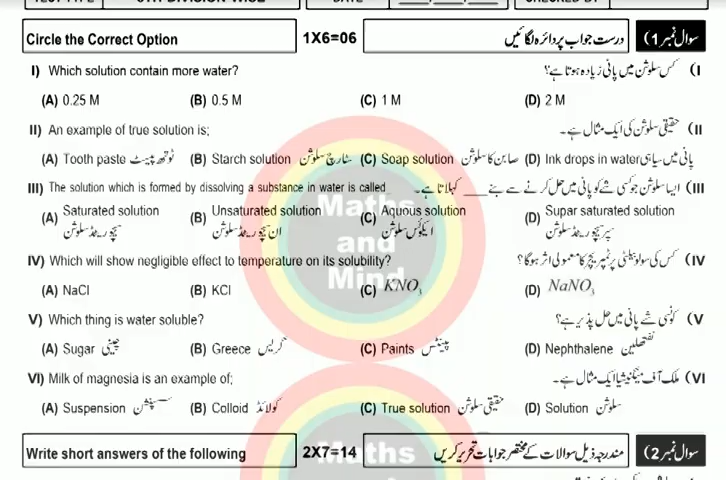 Circle the Correct Option 1X6=06 درست جواب پر دائرہ لگائیں سوال نمبر 1)
I) Which solution contain more water? کس سلوشن میں پانی زیادہ ہوتا ہے؟ (I
(A) 0.25 M (B) 0.5 M (C) 1 M (D) 2 M
II) An example of true solution is; حقیقی سلوشن کی ایک مثال ہے۔ (II
(A) Tooth paste ٹوتھ پیسٹ (B) Starch solution سٹارچ سلوشن (C) Soap solution صابن کا سلوشن (D) Ink drops in water پانی میں سیاہی
III) The solution which is formed by dissolving a substance in water is called ایسا سلوشن جو کسی شے کو پانی میں حل کرنے سے بنے ___ کہلاتا ہے۔ (III
(A) Saturated solution (B) Unsaturated solution (C) Aquous solution (D) Supar saturated solution
سیچوریٹڈ سلوشن ان سیچوریٹڈ سلوشن ایکوئس سلوشن سپر سیچوریٹڈ سلوشن
IV) Which will show negligible effect to temperature on its solubility? کس کی سولوبیلٹی پر ٹمپریچر کا معمولی اثر ہوگا؟ (IV
(A) NaCl (B) KCl (C) KNO₃ (D) NaNO₃
V) Which thing is water soluble? کونسی شے پانی میں حل پذیر ہے؟ (V
(A) Sugar چینی (B) Greece گریس (C) Paints پینٹس (D) Nephthalene نفتھلین
VI) Milk of magnesia is an example of; ملک آف میگنیشیا ایک مثال ہے۔ (VI
(A) Suspension سسپنشن (B) Colloid کولائڈ (C) True solution حقیقی سلوشن (D) Solution سلوشن
Write short answers of the following 2X7=14 مندرجہ ذیل سوالات کے مختصر جوابات تحریر کریں سوال نمبر 2)
Maths
and
Mind
Maths